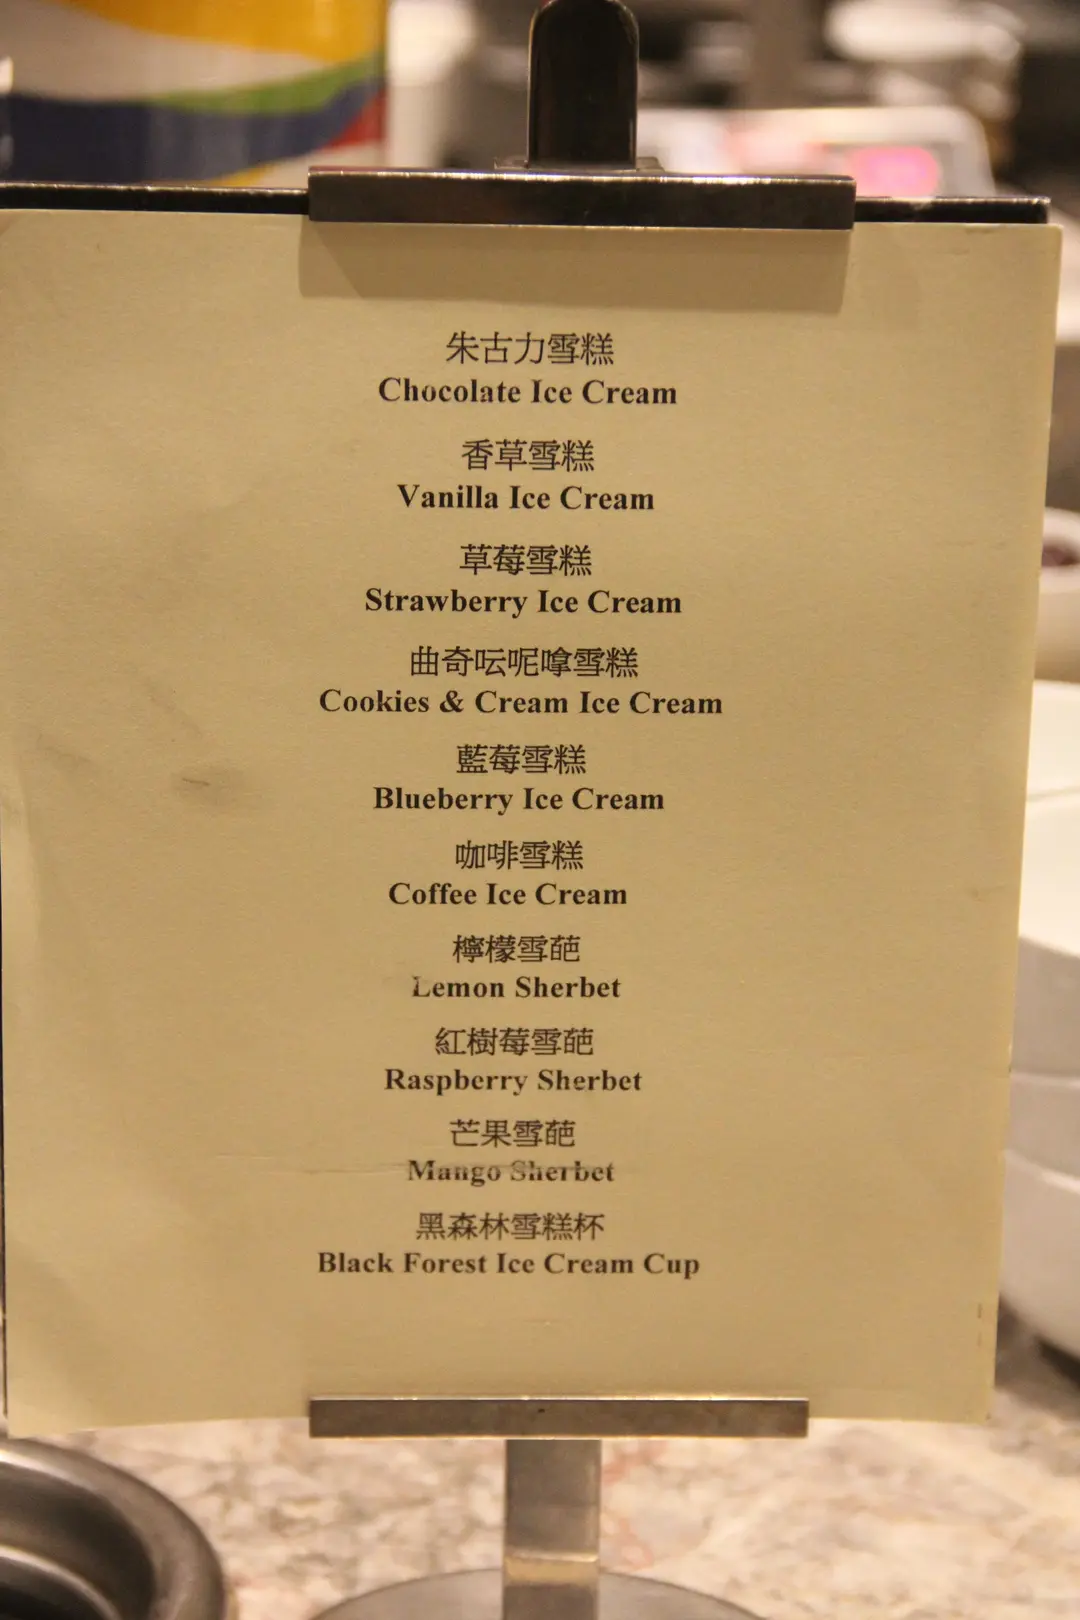 朱古力雪糕
Chocolate Ice Cream
香草雪糕
Vanilla Ice Cream
草莓雪糕
Strawberry Ice Cream
曲奇呍呢嗱雪糕
Cookies & Cream Ice Cream
藍莓雪糕
Blueberry Ice Cream
咖啡雪糕
Coffee Ice Cream
檸檬雪葩
Lemon Sherbet
紅樹莓雪葩
Raspberry Sherbet
芒果雪葩
Mango Sherbet
黑森林雪糕杯
Black Forest Ice Cream Cup